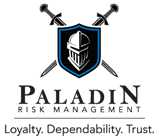 PALADIN
RISK MANAGEMENT
Loyalty. Dependability. Trust.